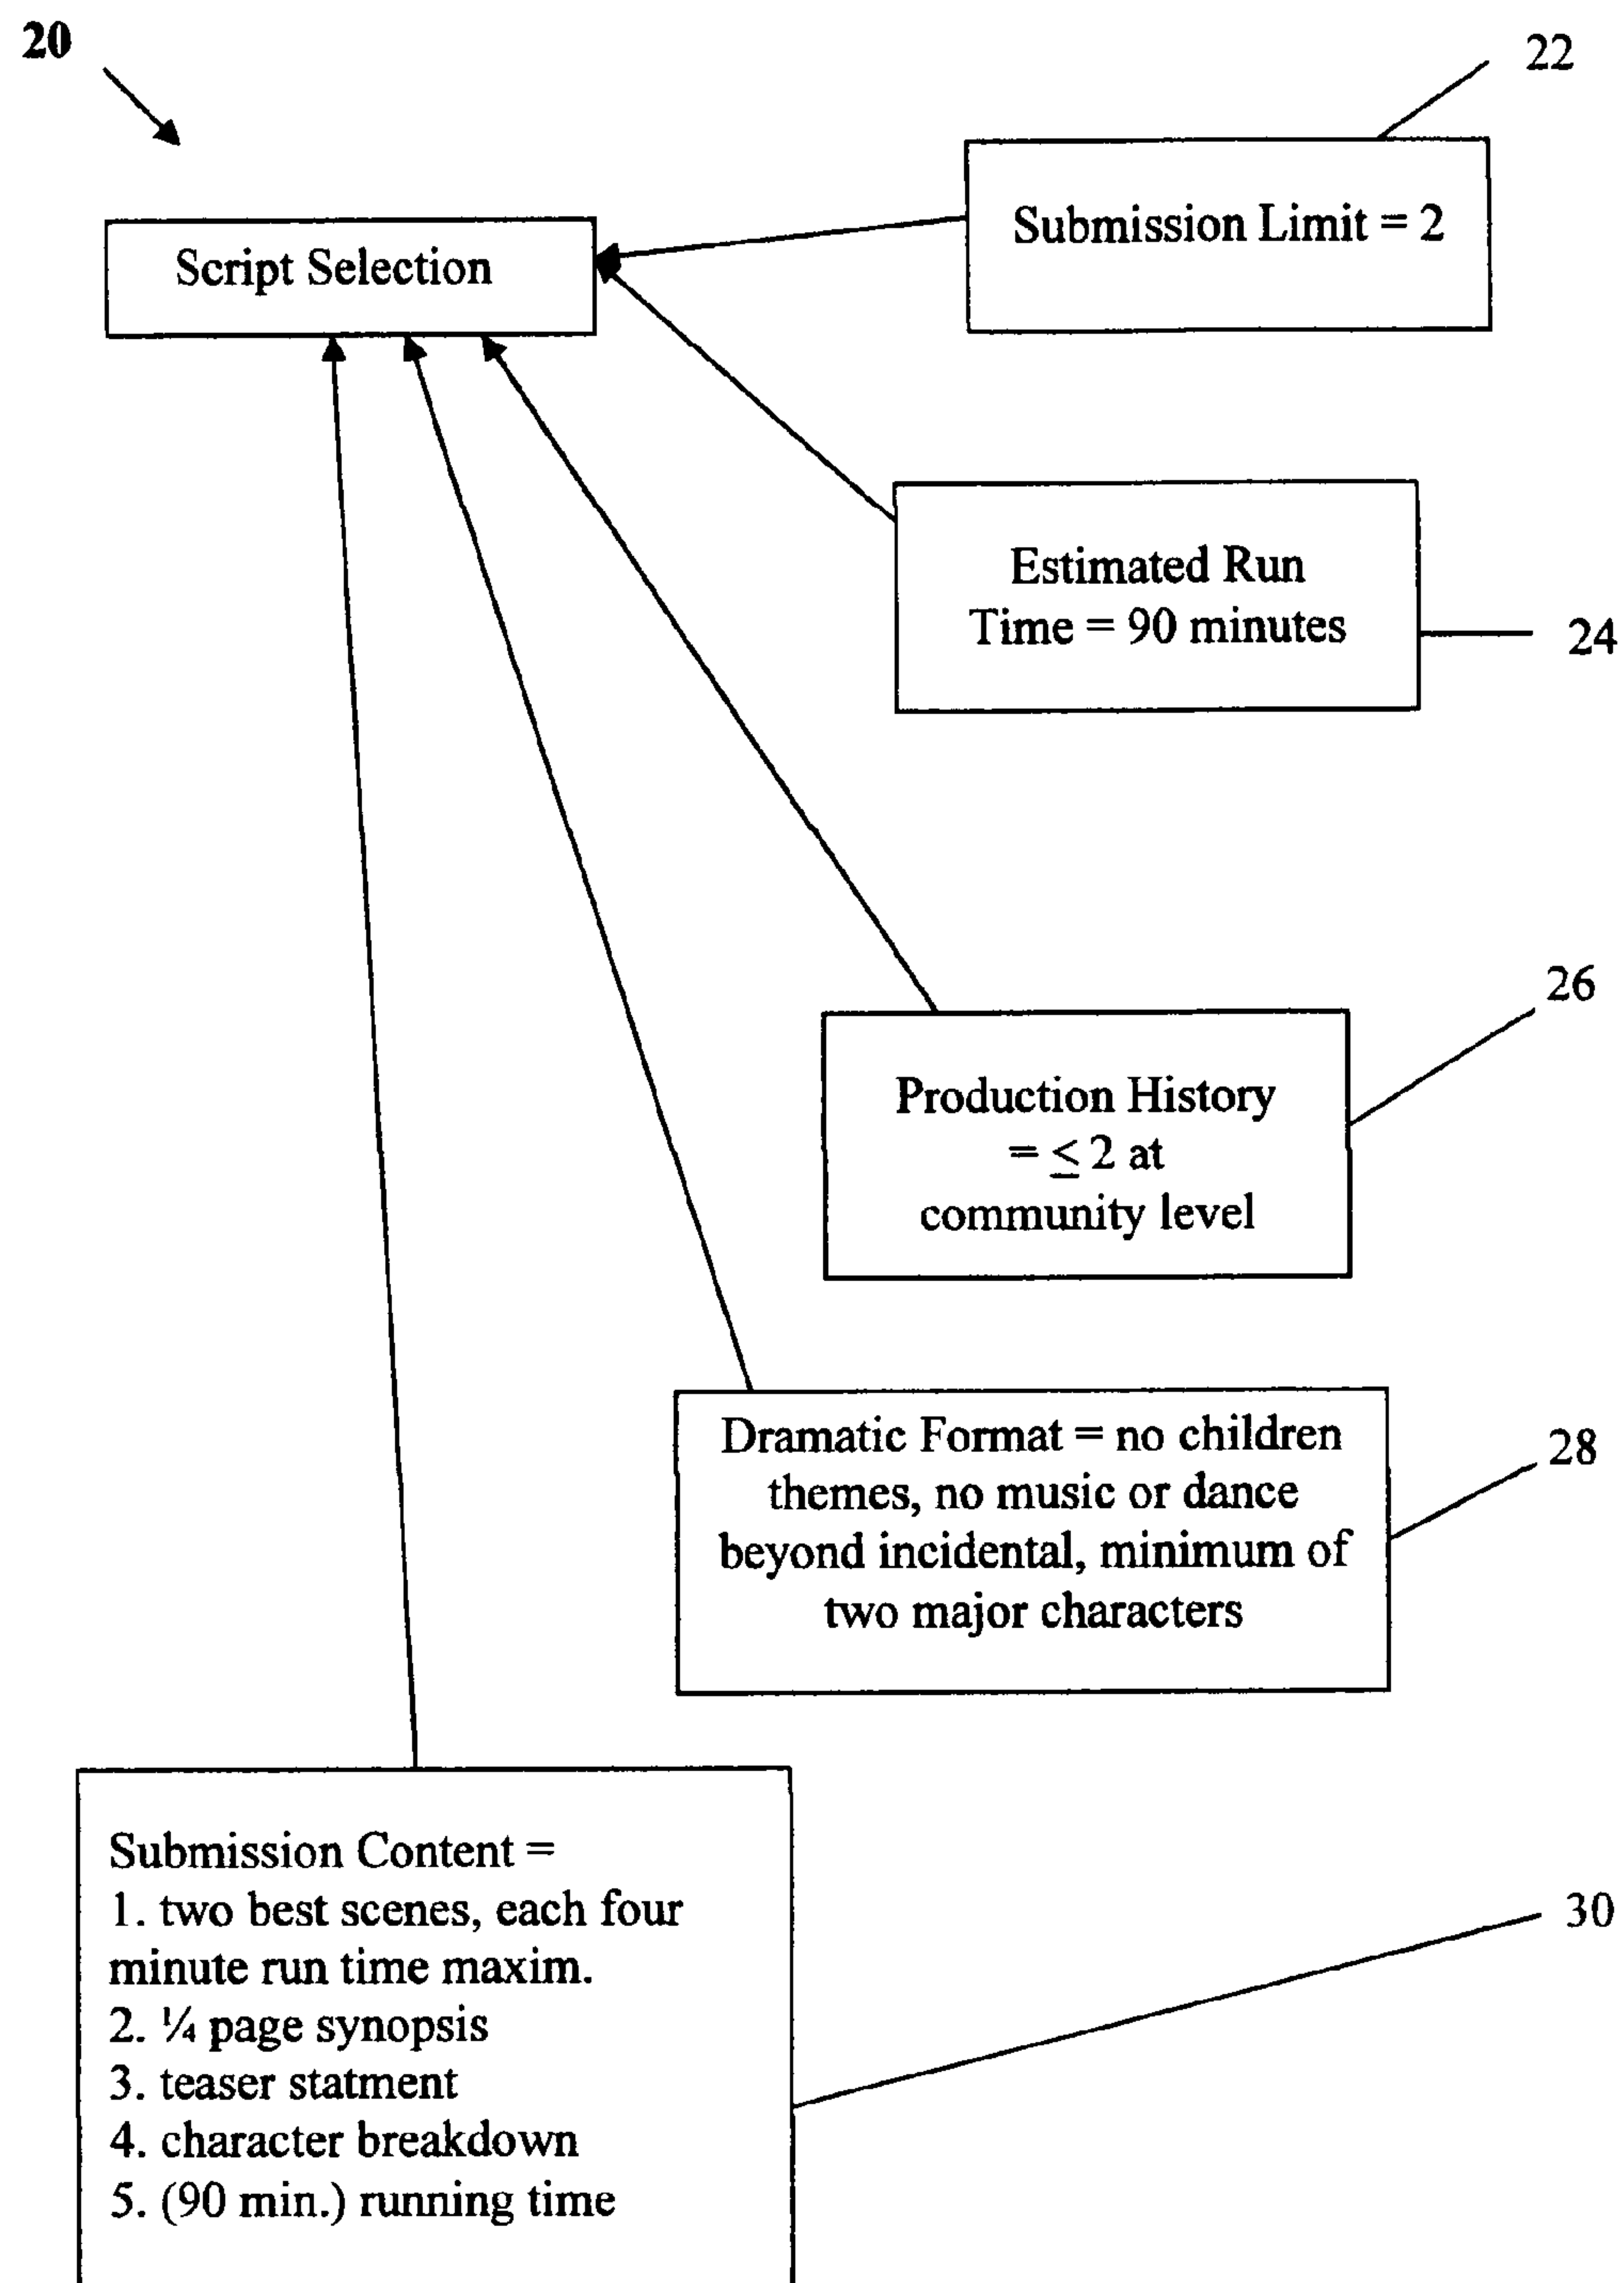 20
22
Submission Limit = 2
Script Selection
Estimated Run
Time = 90 minutes
24
26
Production History
= ≤ 2 at
community level
Dramatic Format = no children
themes, no music or dance
beyond incidental, minimum of
two major characters
28
Submission Content =
1. two best scenes, each four
minute run time maxim.
2. ¼ page synopsis
3. teaser statment
4. character breakdown
5. (90 min.) running time
30